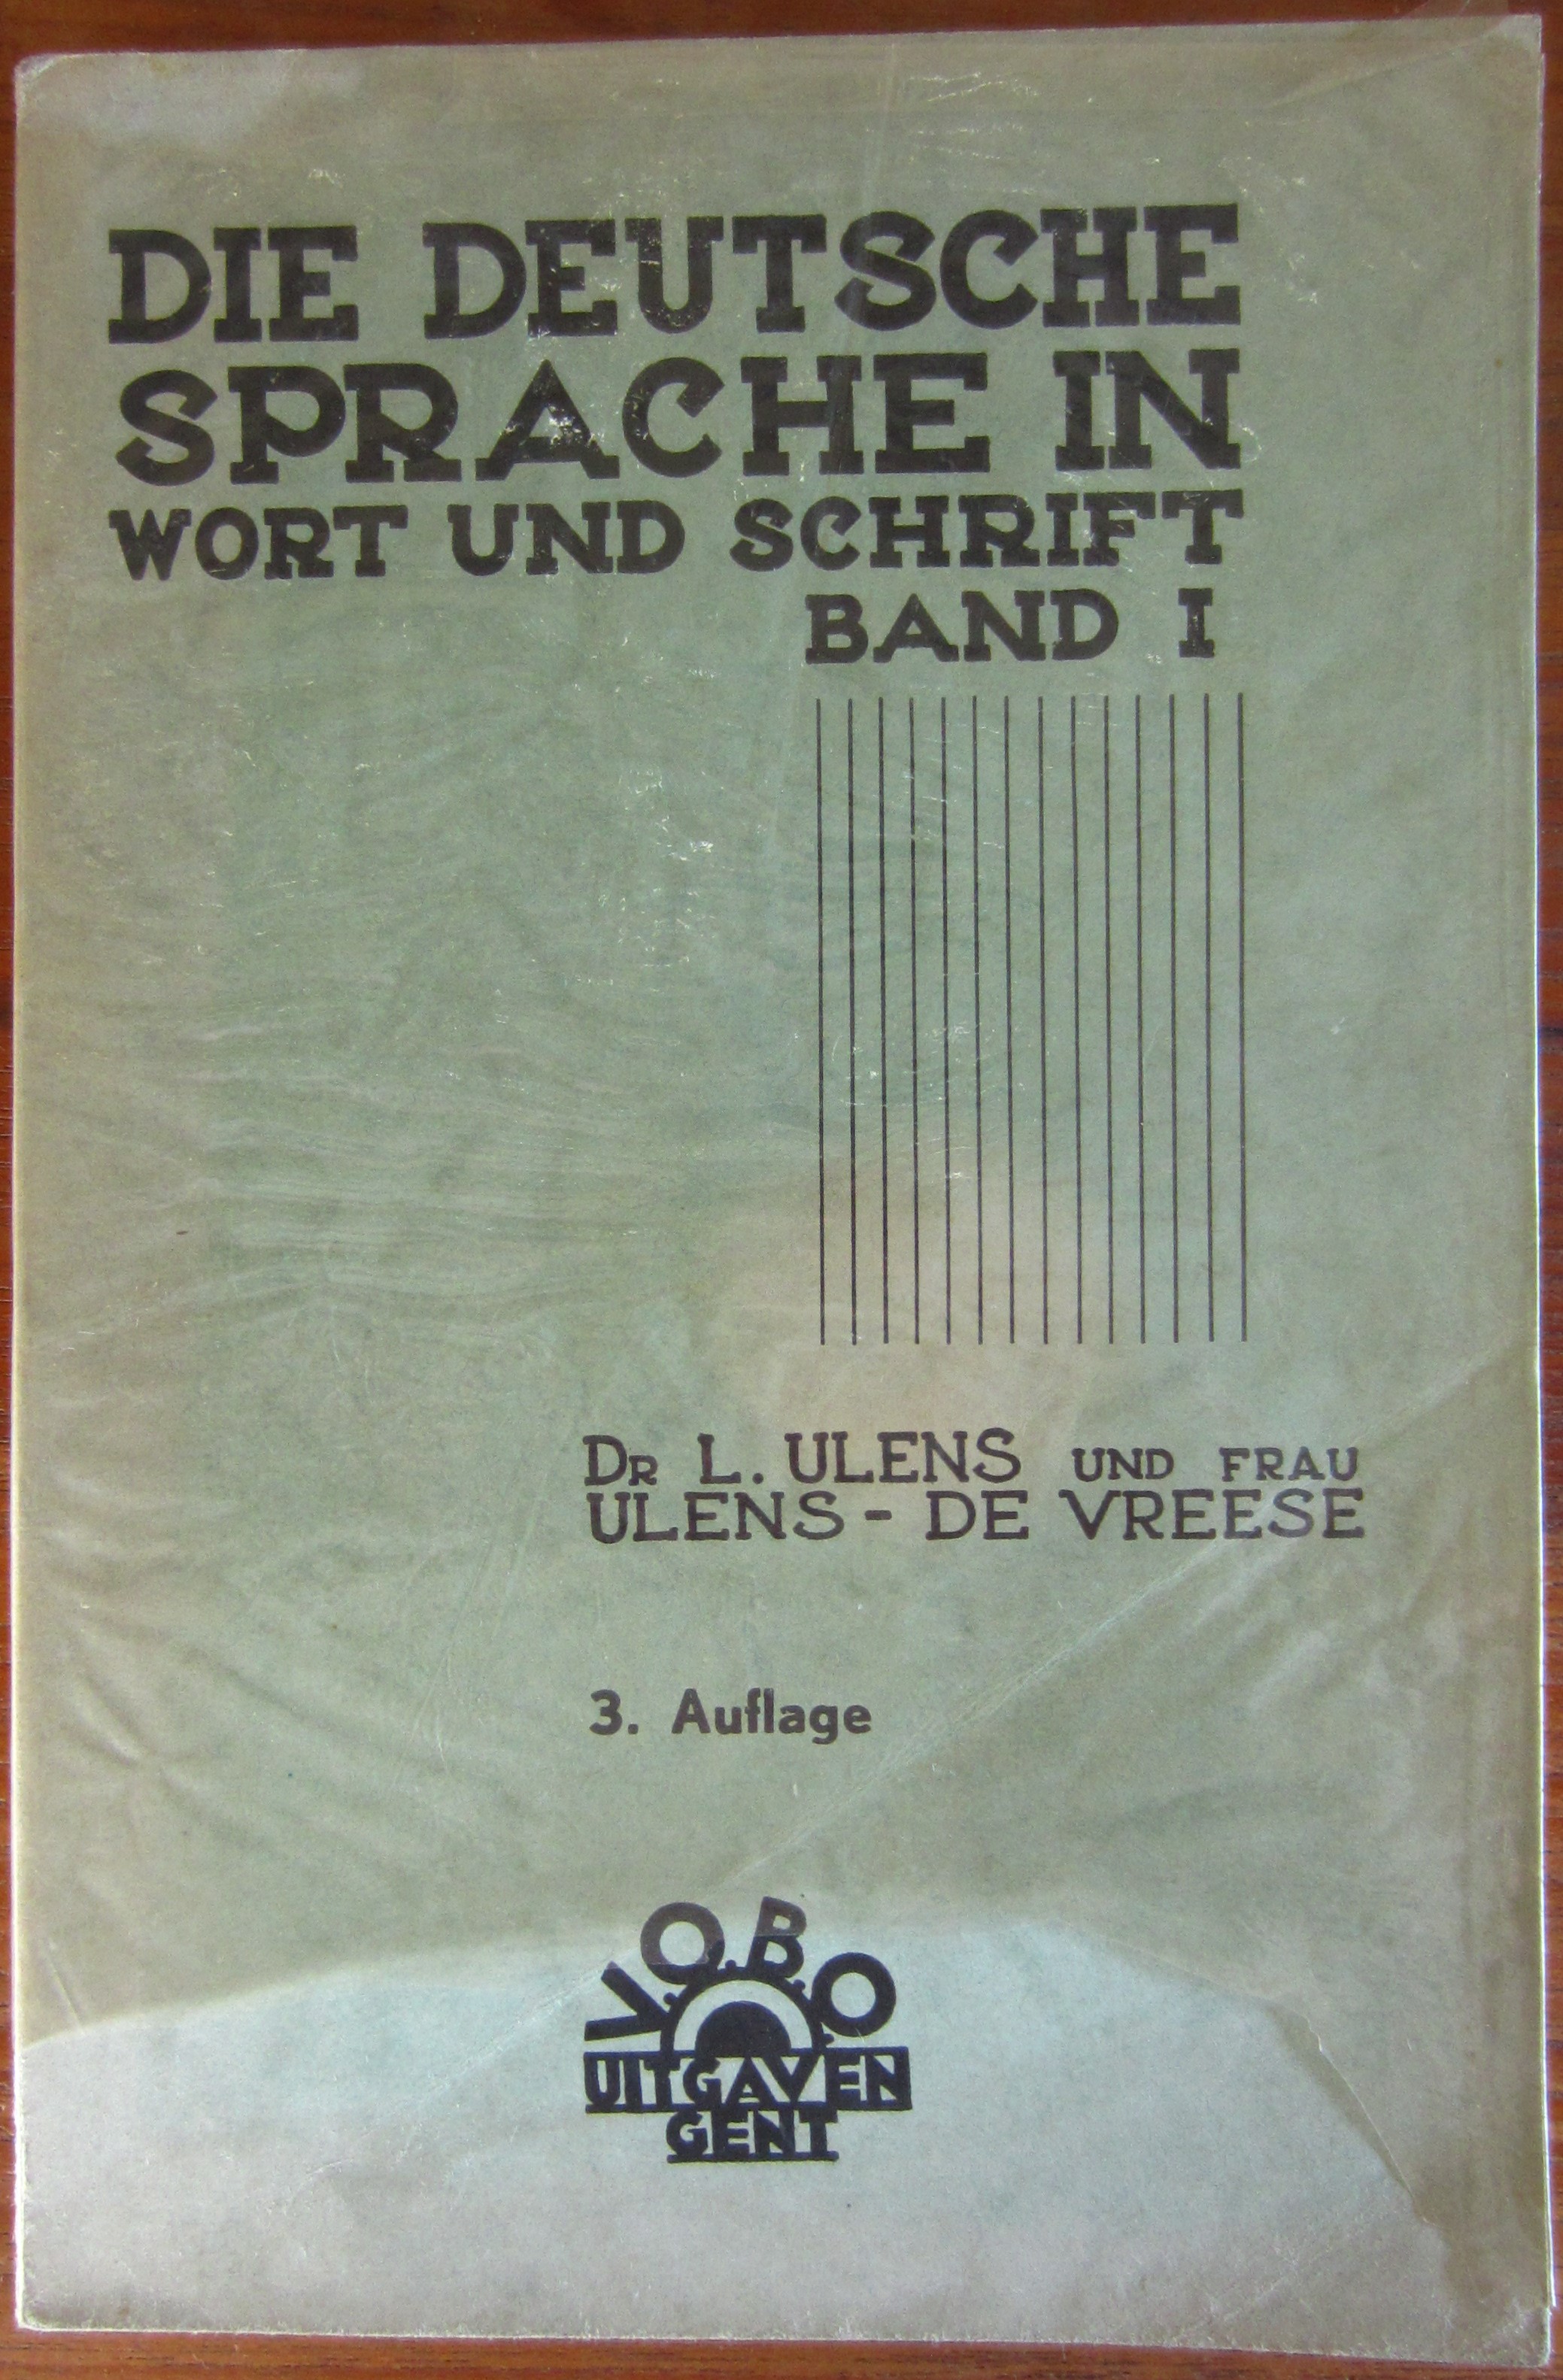 DIE DEUTSCHE
SPRACHE IN
WORT UND SCHRIFT
BAND I
DR L. ULENS UND FRAU
ULENS - DE VREESE
3. Auflage
V.O.B.O
UITGAVEN
GENT